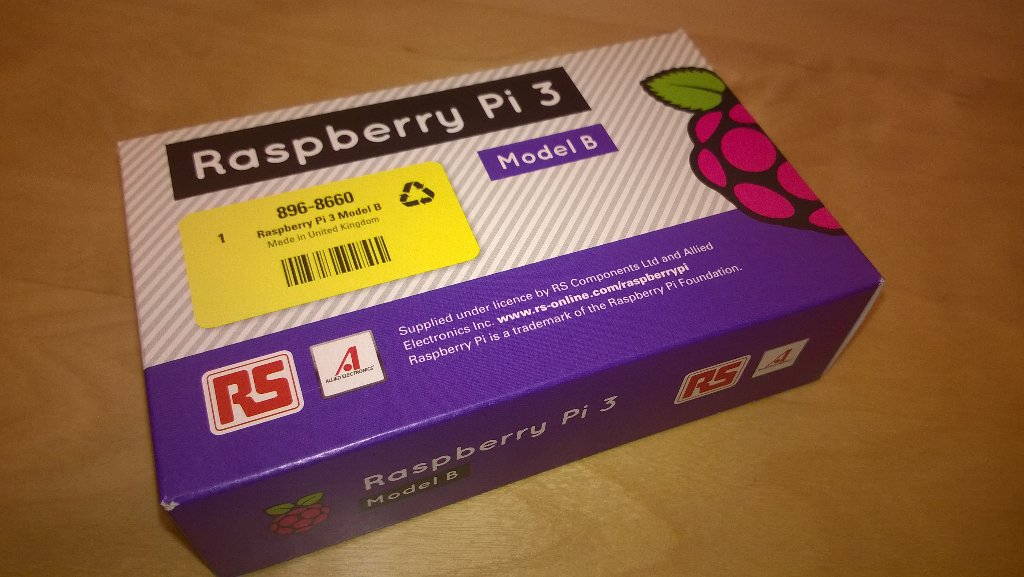 Raspberry Pi 3
Model B
896-8660
1
Raspberry Pi 3 Model B
Made in United Kingdom
Supplied under licence by RS Components Ltd and Allied
Electronics Inc. www.rs-online.com/raspberrypi
Raspberry Pi is a trademark of the Raspberry Pi Foundation.
RS
A
ALLIED ELECTRONICS
Raspberry Pi 3
Model B
RS
A